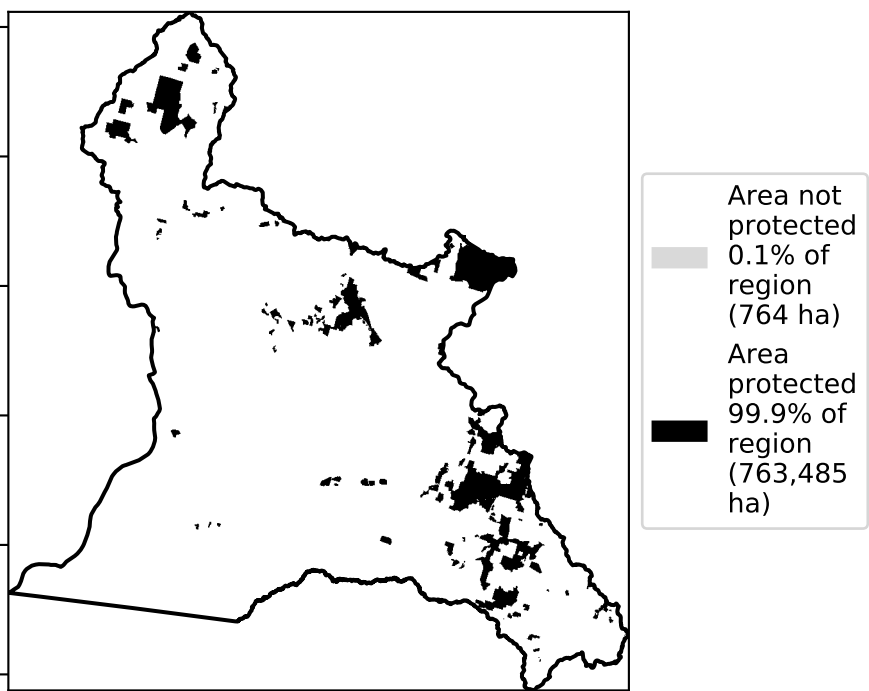 Area not
protected
0.1% of
region
(764 ha)
Area
protected
99.9% of
region
(763,485
ha)